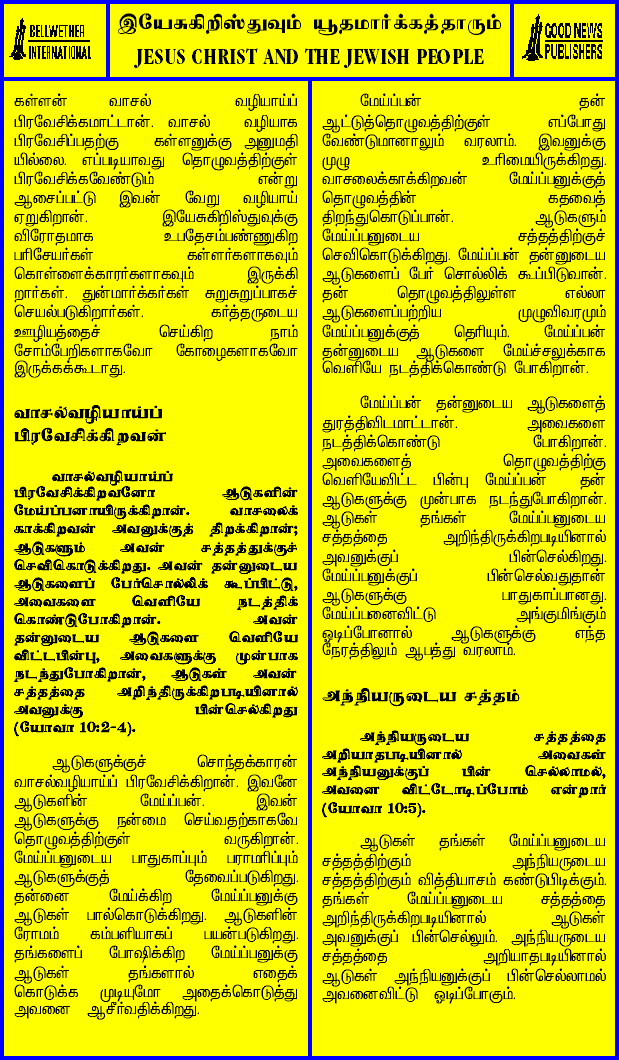 BELLWETHER
INTERNATIONAL
இயேசுகிறிஸ்துவும் யூதமார்க்கத்தாரும்
JESUS CHRIST AND THE JEWISH PEOPLE
GOOD NEWS
PUBLISHERS
கள்ளன் வாசல் வழியாய்ப்
பிரவேசிக்கமாட்டான். வாசல் வழியாக
பிரவேசிப்பதற்கு கள்ளனுக்கு அனுமதி
யில்லை. எப்படியாவது தொழுவத்திற்குள்
பிரவேசிக்கவேண்டும் என்று
ஆசைப்பட்டு இவன் வேறு வழியாய்
ஏறுகிறான். இயேசுகிறிஸ்துவுக்கு
விரோதமாக உபதேசம்பண்ணுகிற
பரிசேயர்கள் கள்ளர்களாகவும்
கொள்ளைக்காரர்களாகவும் இருக்கி
றார்கள். துன்மார்க்கர்கள் சுறுசுறுப்பாகச்
செயல்படுகிறார்கள். கர்த்தருடைய
ஊழியத்தைச் செய்கிற நாம்
சோம்பேறிகளாகவோ கோழைகளாகவோ
இருக்கக்கூடாது.
வாசல்வழியாய்ப்
பிரவேசிக்கிறவன்
வாசல்வழியாய்ப்
பிரவேசிக்கிறவனோ ஆடுகளின்
மேய்ப்பனாயிருக்கிறான். வாசலைக்
காக்கிறவன் அவனுக்குத் திறக்கிறான்;
ஆடுகளும் அவன் சத்தத்துக்குச்
செவிகொடுக்கிறது. அவன் தன்னுடைய
ஆடுகளைப் பேர்சொல்லிக் கூப்பிட்டு,
அவைகளை வெளியே நடத்திக்
கொண்டுபோகிறான். அவன்
தன்னுடைய ஆடுகளை வெளியே
விட்டபின்பு, அவைகளுக்கு முன்பாக
நடந்துபோகிறான், ஆடுகள் அவன்
சத்தத்தை அறிந்திருக்கிறபடியினால்
அவனுக்கு பின்செல்கிறது
(யோவா 10:2-4).
ஆடுகளுக்குச் சொந்தக்காரன்
வாசல்வழியாய்ப் பிரவேசிக்கிறான். இவனே
ஆடுகளின் மேய்ப்பன். இவன்
ஆடுகளுக்கு நன்மை செய்வதற்காகவே
தொழுவத்திற்குள் வருகிறான்.
மேய்ப்பனுடைய பாதுகாப்பும் பராமரிப்பும்
ஆடுகளுக்குத் தேவைப்படுகிறது.
தன்னை மேய்க்கிற மேய்ப்பனுக்கு
ஆடுகள் பால்கொடுக்கிறது. ஆடுகளின்
ரோமம் கம்பளியாகப் பயன்படுகிறது.
தங்களைப் போஷிக்கிற மேய்ப்பனுக்கு
ஆடுகள் தங்களால் எதைக்
கொடுக்க முடியுமோ அதைக்கொடுத்து
அவனை ஆசீர்வதிக்கிறது.
மேய்ப்பன் தன்
ஆட்டுத்தொழுவத்திற்குள் எப்போது
வேண்டுமானாலும் வரலாம். இவனுக்கு
முழு உரிமையிருக்கிறது.
வாசலைக்காக்கிறவன் மேய்ப்பனுக்குத்
தொழுவத்தின் கதவைத்
திறந்துகொடுப்பான். ஆடுகளும்
மேய்ப்பனுடைய சத்தத்திற்குச்
செவிகொடுக்கிறது. மேய்ப்பன் தன்னுடைய
ஆடுகளைப் பேர் சொல்லிக் கூப்பிடுவான்.
தன் தொழுவத்திலுள்ள எல்லா
ஆடுகளைப்பற்றிய முழுவிவரமும்
மேய்ப்பனுக்குத் தெரியும். மேய்ப்பன்
தன்னுடைய ஆடுகளை மேய்ச்சலுக்காக
வெளியே நடத்திக்கொண்டு போகிறான்.
மேய்ப்பன் தன்னுடைய ஆடுகளைத்
துரத்திவிடமாட்டான். அவைகளை
நடத்திக்கொண்டு போகிறான்.
அவைகளைத் தொழுவத்திற்கு
வெளியேவிட்ட பின்பு மேய்ப்பன் தன்
ஆடுகளுக்கு முன்பாக நடந்துபோகிறான்.
ஆடுகள் தங்கள் மேய்ப்பனுடைய
சத்தத்தை அறிந்திருக்கிறபடியினால்
அவனுக்குப் பின்செல்கிறது.
மேய்ப்பனுக்குப் பின்செல்வதுதான்
ஆடுகளுக்கு பாதுகாப்பானது.
மேய்ப்பனைவிட்டு அங்குமிங்கும்
ஓடிப்போனால் ஆடுகளுக்கு எந்த
நேரத்திலும் ஆபத்து வரலாம்.
அந்நியருடைய சத்தம்
அந்நியருடைய சத்தத்தை
அறியாதபடியினால் அவைகள்
அந்நியனுக்குப் பின் செல்லாமல்,
அவனை விட்டோடிப்போம் என்றார்
(யோவா 10:5).
ஆடுகள் தங்கள் மேய்ப்பனுடைய
சத்தத்திற்கும் அந்நியருடைய
சத்தத்திற்கும் வித்தியாசம் கண்டுபிடிக்கும்.
தங்கள் மேய்ப்பனுடைய சத்தத்தை
அறிந்திருக்கிறபடியினால் ஆடுகள்
அவனுக்குப் பின்செல்லும். அந்நியருடைய
சத்தத்தை அறியாதபடியினால்
ஆடுகள் அந்நியனுக்குப் பின்செல்லாமல்
அவனைவிட்டு ஓடிப்போகும்.